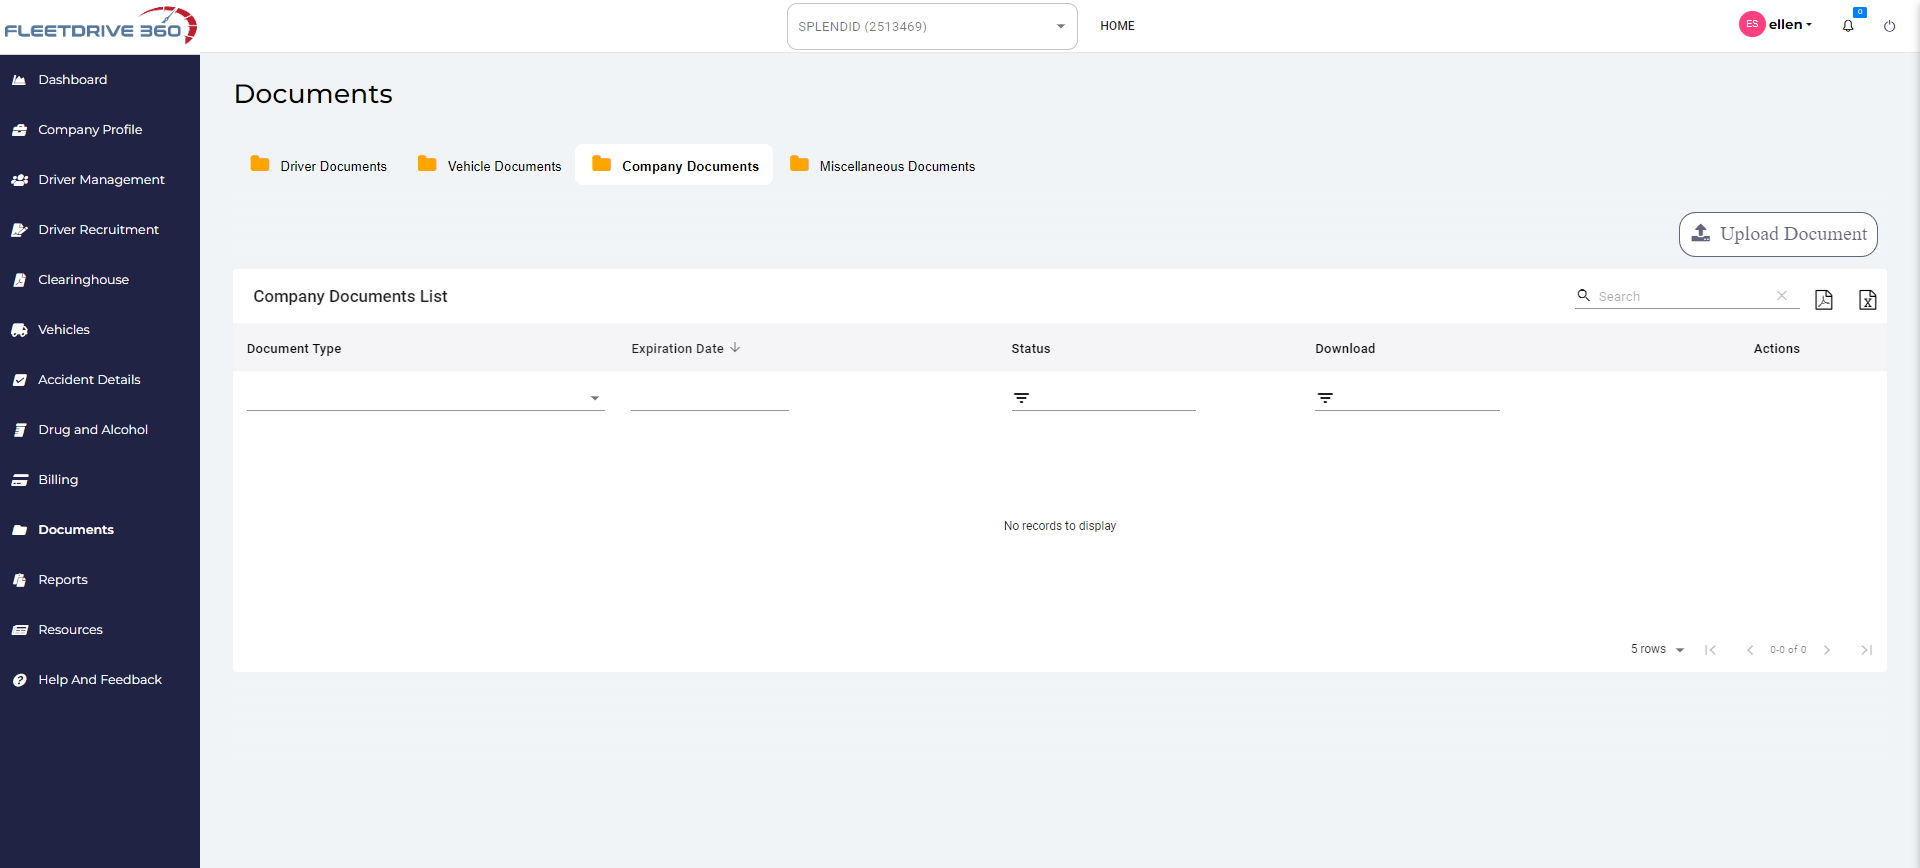 FLEETDRIVE 360
SPLENDID (2513469)
HOME
ES ellen
0
Dashboard
Company Profile
Driver Management
Driver Recruitment
Clearinghouse
Vehicles
Accident Details
Drug and Alcohol
Billing
Documents
Reports
Resources
Help And Feedback
Documents
Driver Documents Vehicle Documents Company Documents Miscellaneous Documents
Upload Document
Company Documents List
Search
Document Type Expiration Date Status Download Actions
No records to display
5 rows 0-0 of 0